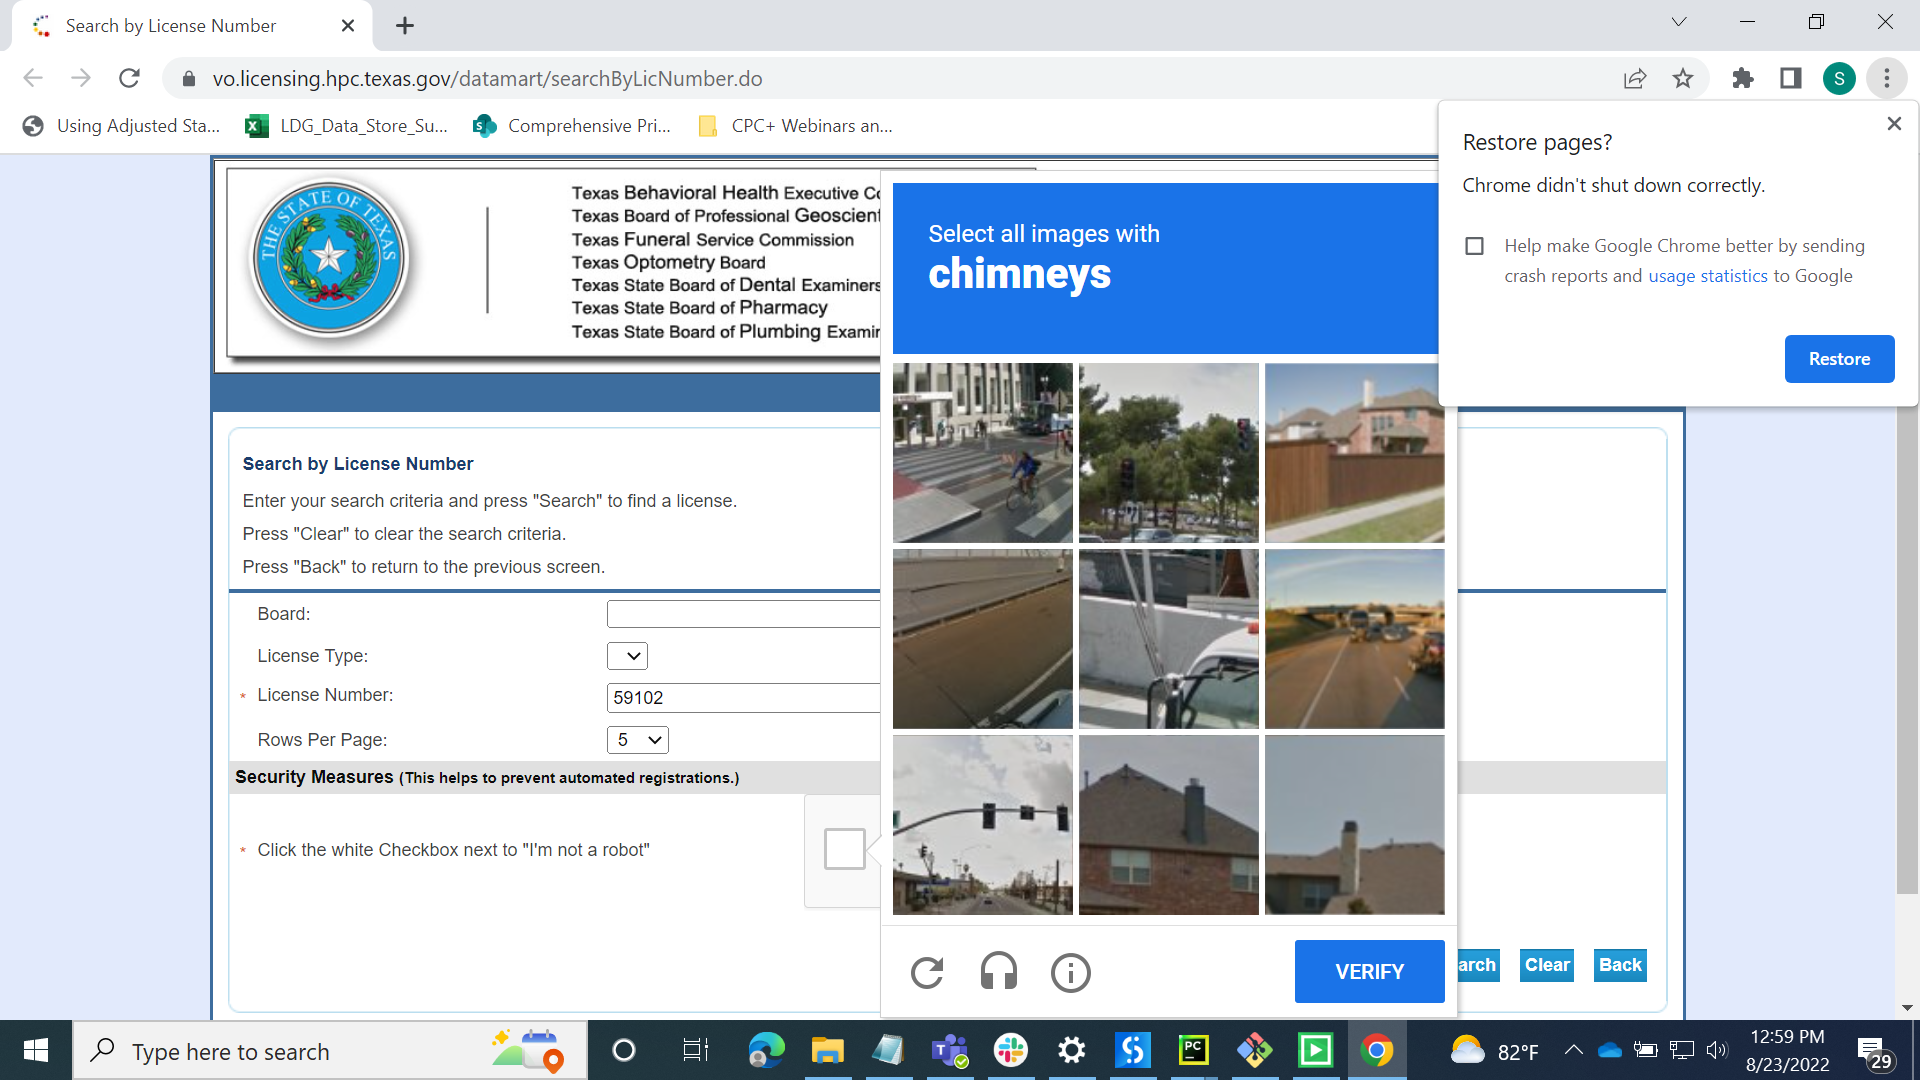 Search by License Number
vo.licensing.hpc.texas.gov/datamart/searchByLicNumber.do
S
Using Adjusted Sta...
LDG_Data_Store_Su...
Comprehensive Pri...
CPC+ Webinars an...
Restore pages?
Chrome didn't shut down correctly.
Help make Google Chrome better by sending
crash reports and usage statistics to Google
Restore
THE STATE OF TEXAS
Texas Behavioral Health Executive Co
Texas Board of Professional Geoscient
Texas Funeral Service Commission
Texas Optometry Board
Texas State Board of Dental Examiners
Texas State Board of Pharmacy
Texas State Board of Plumbing Examin
Select all images with
chimneys
Search by License Number
Enter your search criteria and press "Search" to find a license.
Press "Clear" to clear the search criteria.
Press "Back" to return to the previous screen.
Board:
License Type:
* License Number:
59102
Rows Per Page:
5
Security Measures (This helps to prevent automated registrations.)
* Click the white Checkbox next to "I'm not a robot"
VERIFY
arch
Clear
Back
Type here to search
PC
82°F
12:59 PM
8/23/2022
29